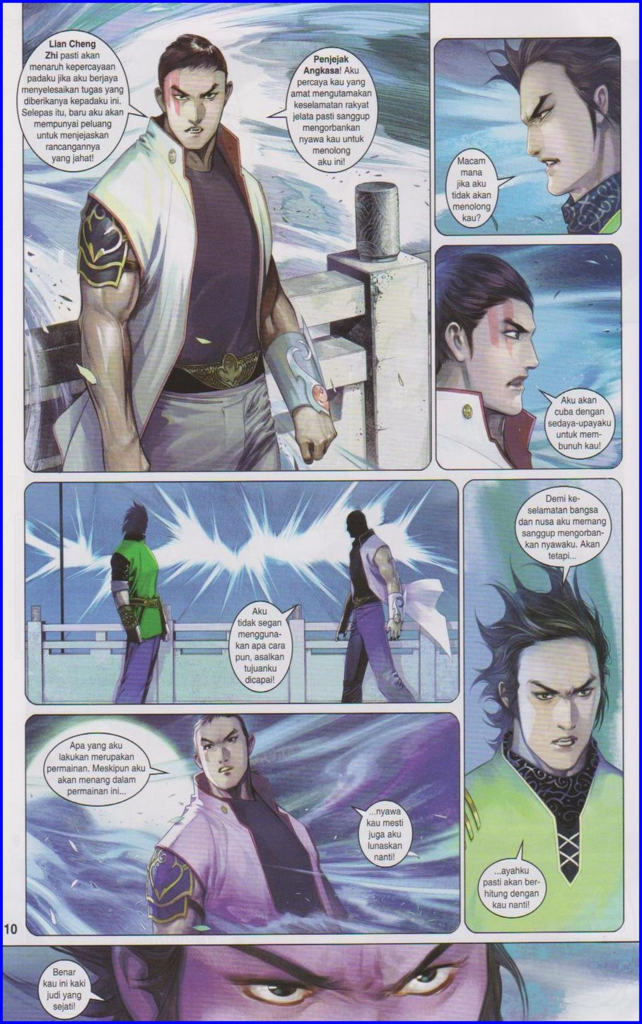 Lian Cheng
Zhi pasti akan
menaruh kepercayaan
padaku jika aku berjaya
menyelesaikan tugas yang
diberikanya kepadaku ini.
Selepas itu, baru aku akan
mempunyai peluang
untuk menjejaskan
rancangannya
yang jahat!
Penjejak
Angkasa! Aku
percaya kau yang
amat mengutamakan
keselamatan rakyat
jelata pasti sanggup
mengorbankan
nyawa kau untuk
menolong
aku ini!
Macam
mana
jika aku
tidak akan
menolong
kau?
Aku akan
cuba dengan
sedaya-upayaku
untuk mem-
bunuh kau!
Aku
tidak segan
mengguna-
kan apa cara
pun, asalkan
tujuanku
dicapai!
Demi ke-
selamatan bangsa
dan nusa aku memang
sanggup mengorban-
kan nyawaku. Akan
tetapi...
...ayahku
pasti akan ber-
hitung dengan
kau nanti!
Apa yang aku
lakukan merupakan
permainan. Meskipun aku
akan menang dalam
permainan ini...
...nyawa
kau mesti
juga aku
lunaskan
nanti!
10
Benar
kau ini kaki
judi yang
sejati!